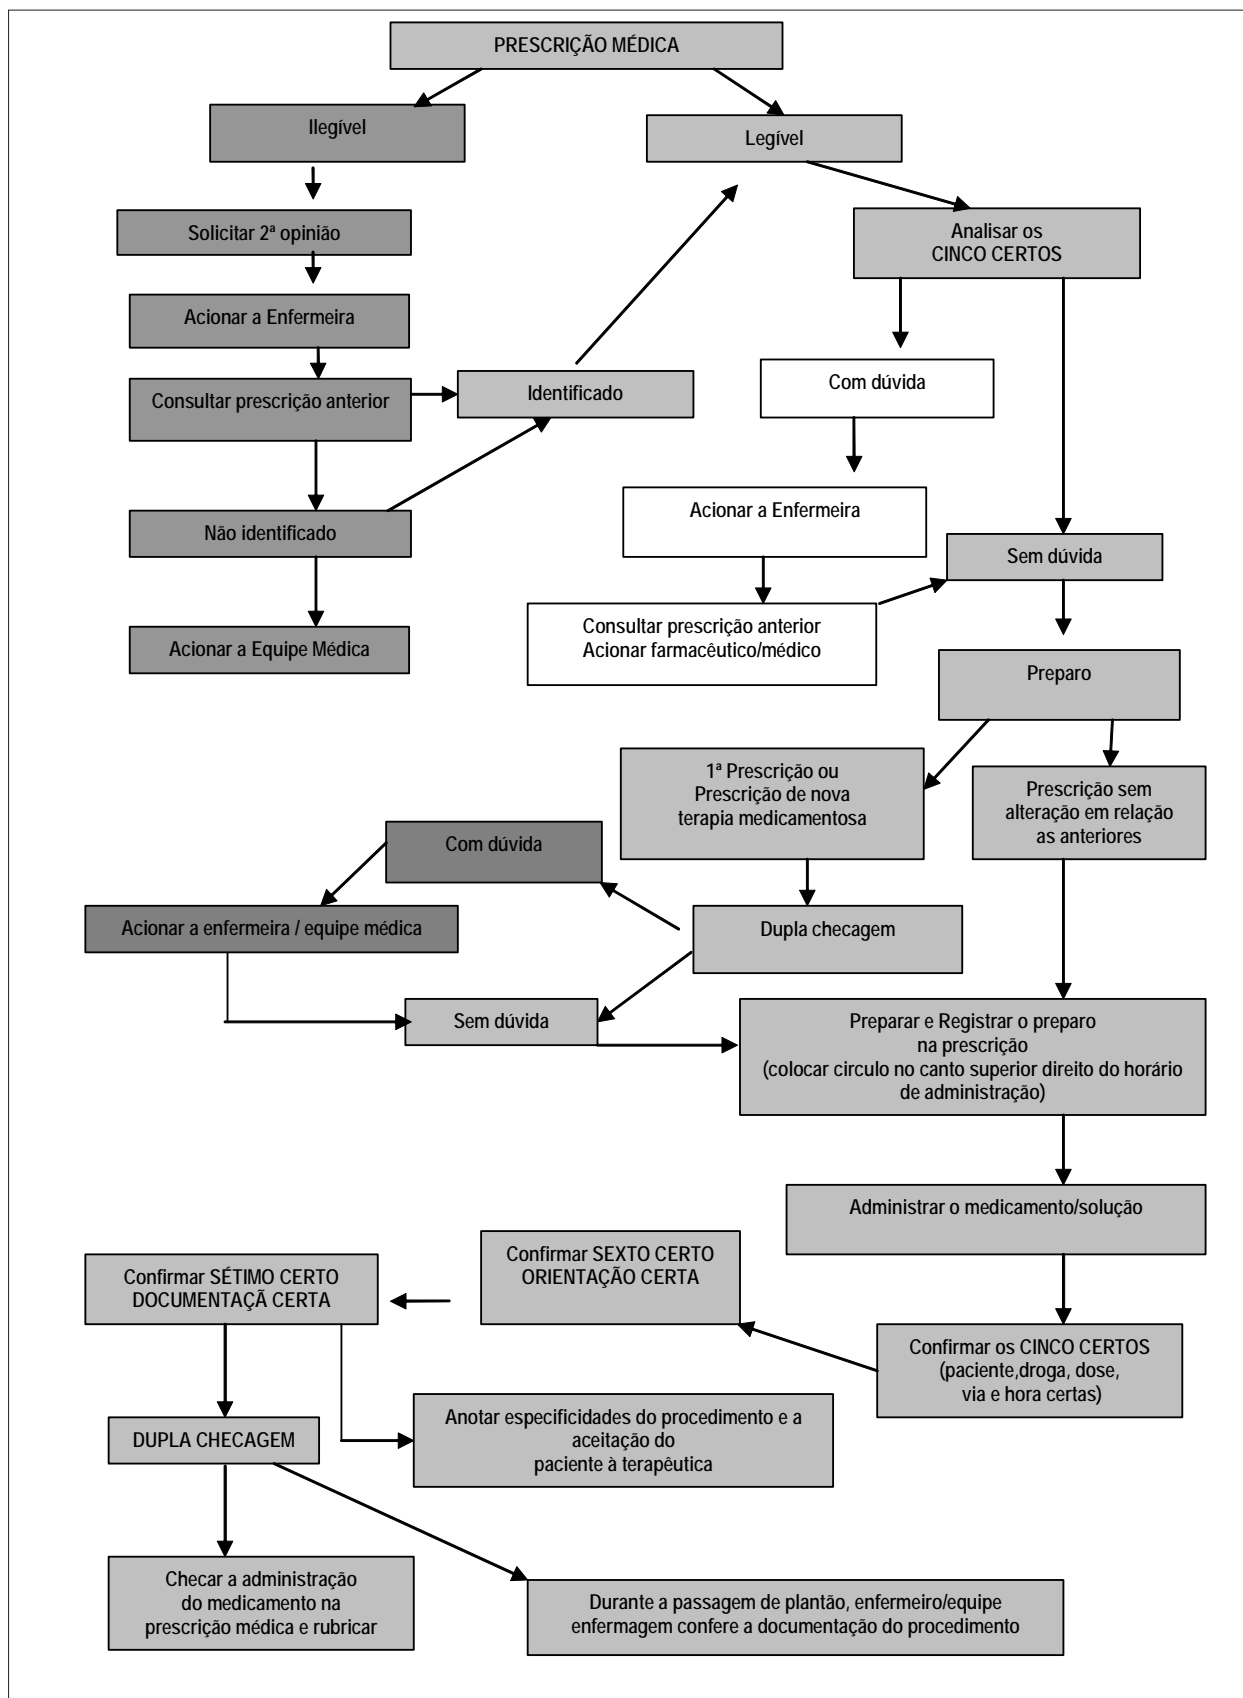 PRESCRIÇÃO MÉDICA
Ilegível
Legível
Solicitar 2ª opinião
Analisar os
CINCO CERTOS
Acionar a Enfermeira
Consultar prescrição anterior
Identificado
Com dúvida
Não identificado
Acionar a Enfermeira
Sem dúvida
Acionar a Equipe Médica
Consultar prescrição anterior
Acionar farmacêutico/médico
Preparo
1ª Prescrição ou
Prescrição de nova
terapia medicamentosa
Prescrição sem
alteração em relação
as anteriores
Com dúvida
Acionar a enfermeira / equipe médica
Dupla checagem
Sem dúvida
Preparar e Registrar o preparo
na prescrição
(colocar circulo no canto superior direito do horário
de administração)
Administrar o medicamento/solução
Confirmar SEXTO CERTO
ORIENTAÇÃO CERTA
Confirmar SÉTIMO CERTO
DOCUMENTAÇÃ CERTA
Confirmar os CINCO CERTOS
(paciente,droga, dose,
via e hora certas)
Anotar especificidades do procedimento e a
aceitação do
paciente à terapêutica
DUPLA CHECAGEM
Checar a administração
do medicamento na
prescrição médica e rubricar
Durante a passagem de plantão, enfermeiro/equipe
enfermagem confere a documentação do procedimento